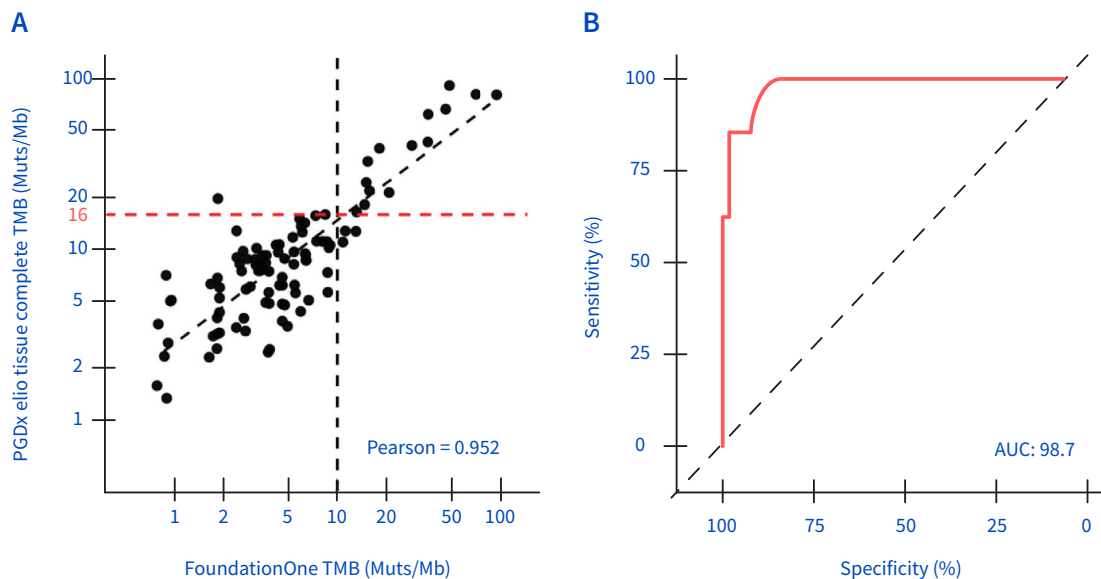 A
PGDx elio tissue complete TMB (Muts/Mb)
100
50
20
16
10
5
2
1
Pearson = 0.952
1 2 5 10 20 50 100
FoundationOne TMB (Muts/Mb)
B
Sensitivity (%)
100
75
50
25
0
AUC: 98.7
100 75 50 25 0
Specificity (%)